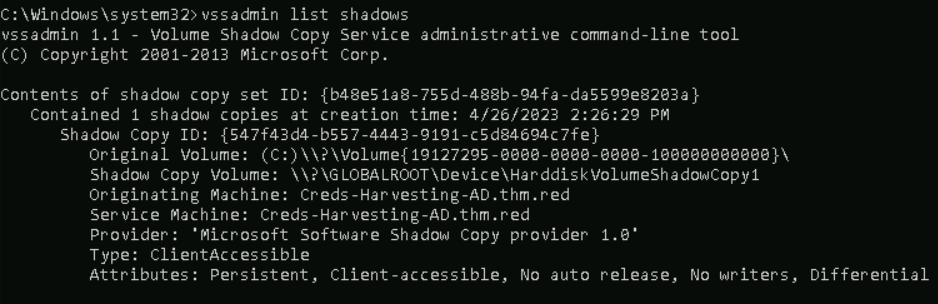 C:\Windows\system32>vssadmin list shadows
vssadmin 1.1 - Volume Shadow Copy Service administrative command-line tool
(C) Copyright 2001-2013 Microsoft Corp.
Contents of shadow copy set ID: {b48e51a8-755d-488b-94fa-da5599e8203a}
Contained 1 shadow copies at creation time: 4/26/2023 2:26:29 PM
Shadow Copy ID: {547f43d4-b557-4443-9191-c5d84694c7fe}
Original Volume: (C:)\\?\Volume{19127295-0000-0000-0000-100000000000}\
Shadow Copy Volume: \\?\GLOBALROOT\Device\HarddiskVolumeShadowCopy1
Originating Machine: Creds-Harvesting-AD.thm.red
Service Machine: Creds-Harvesting-AD.thm.red
Provider: 'Microsoft Software Shadow Copy provider 1.0'
Type: ClientAccessible
Attributes: Persistent, Client-accessible, No auto release, No writers, Differential